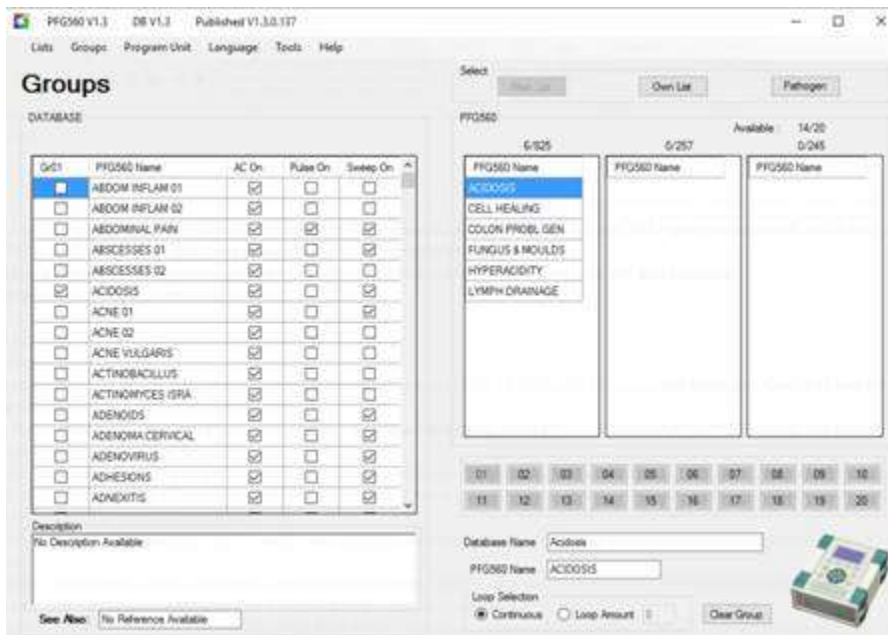 PFG560 V1.3 DB V1.3 Published V1.3.0.137
Lists Groups Program Unit Language Tools Help
Groups
DATABASE
Gr01 PFG560 Name AC On Pulse On Sweep On
ABDOM INFLAM 01
ABDOM INFLAM 02
ABDOMINAL PAIN
ABSCESSES 01
ABSCESSES 02
ACIDOSIS
ACNE 01
ACNE 02
ACNE VULGARIS
ACTINOBACILLUS
ACTINOMYCES ISRA
ADENOIDS
ADENOMA CERVICAL
ADENOVIRUS
ADHESIONS
ADNEXITIS
Description
No Description Available
See Also: No Reference Available
Select
Own List Pathogen
PFG560
Available : 14/20
6/825 0/257 0/245
PFG560 Name PFG560 Name PFG560 Name
ACIDOSIS
CELL HEALING
COLON PROBL GEN
FUNGUS & MOULDS
HYPERACIDITY
LYMPH DRAINAGE
01 02 03 04 05 06 07 08 09 10
11 12 13 14 15 16 17 18 19 20
Database Name Acidosis
PFG560 Name ACIDOSIS
Loop Selection
Continuous Loop Amount Clear Group